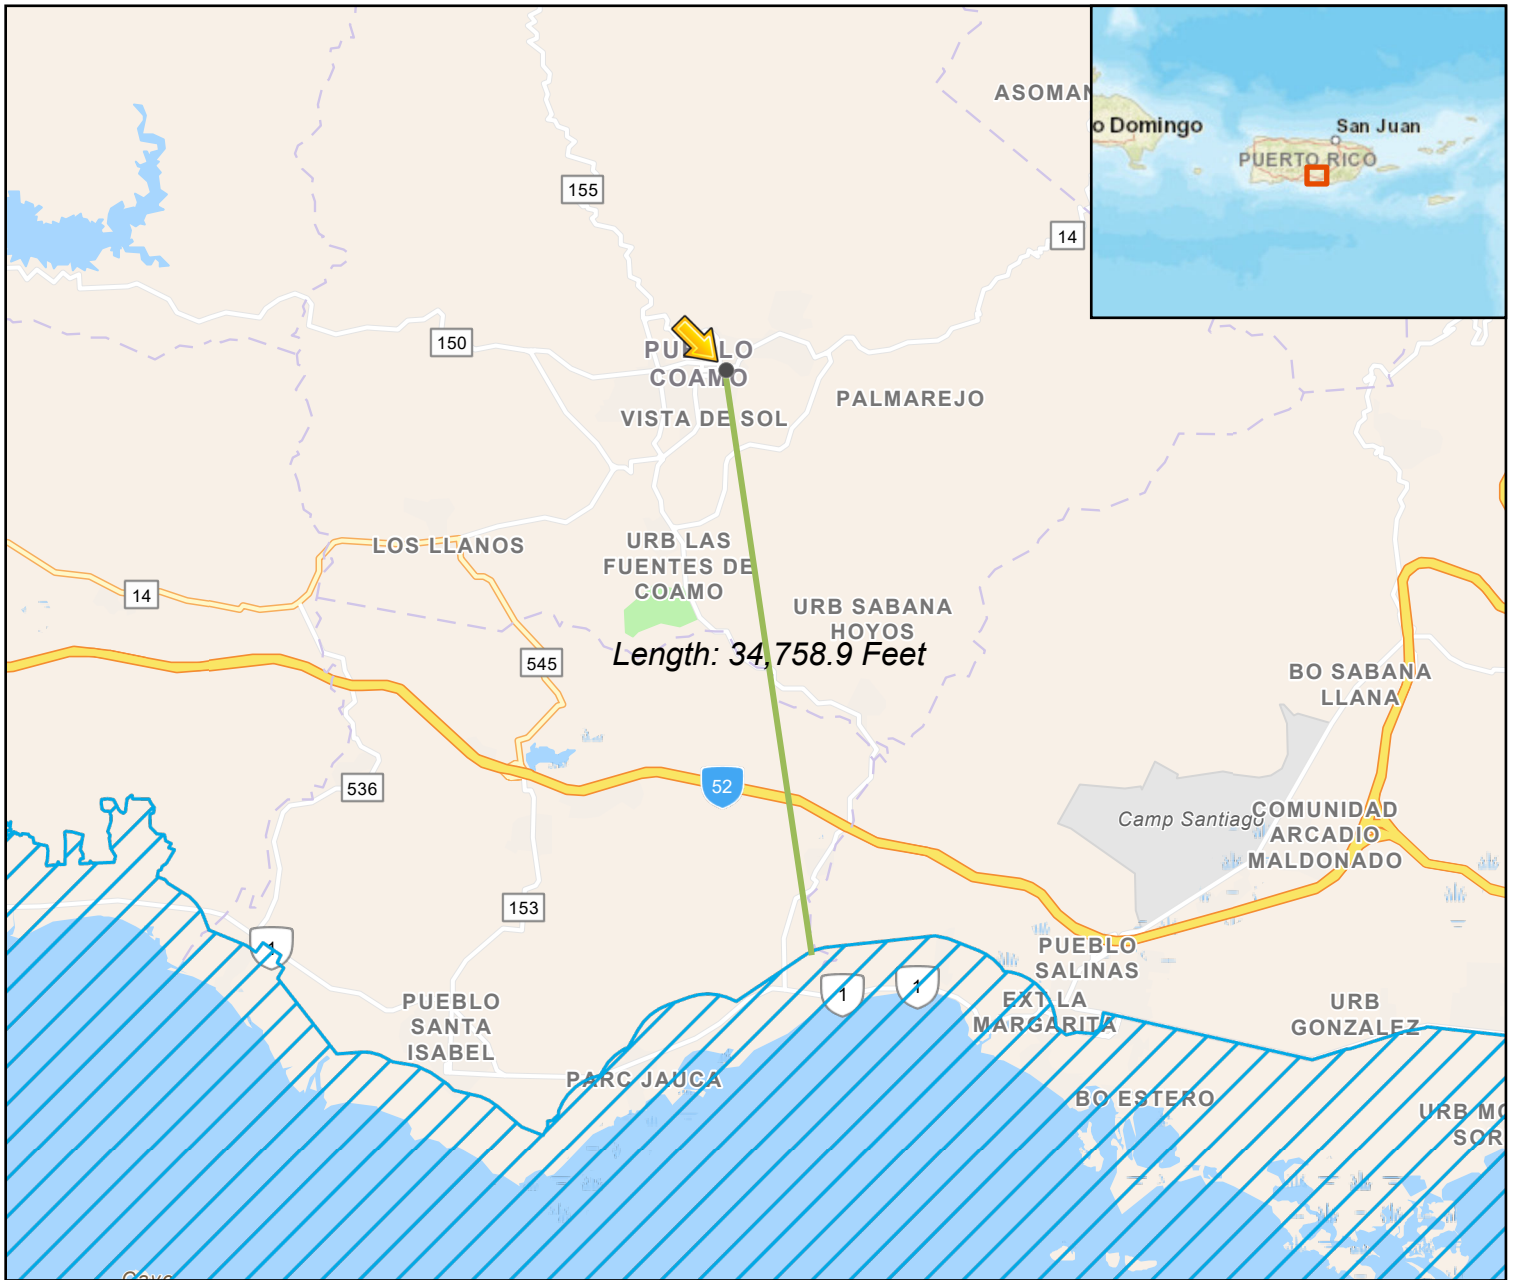 ASOMAN
o Domingo
San Juan
PUERTO RICO
155
14
150
PUEBLO
COAMO
VISTA DE SOL
PALMAREJO
LOS LLANOS
URB LAS
FUENTES DE
COAMO
14
URB SABANA
HOYOS
Length: 34,758.9 Feet
545
BO SABANA
LLANA
536
52
Camp Santiago
COMUNIDAD
ARCADIO
MALDONADO
153
1
PUEBLO
SALINAS
1
1
PUEBLO
SANTA
ISABEL
EXT LA
MARGARITA
URB
GONZALEZ
PARC JAUCA
BO ESTERO
URB MO
SOR